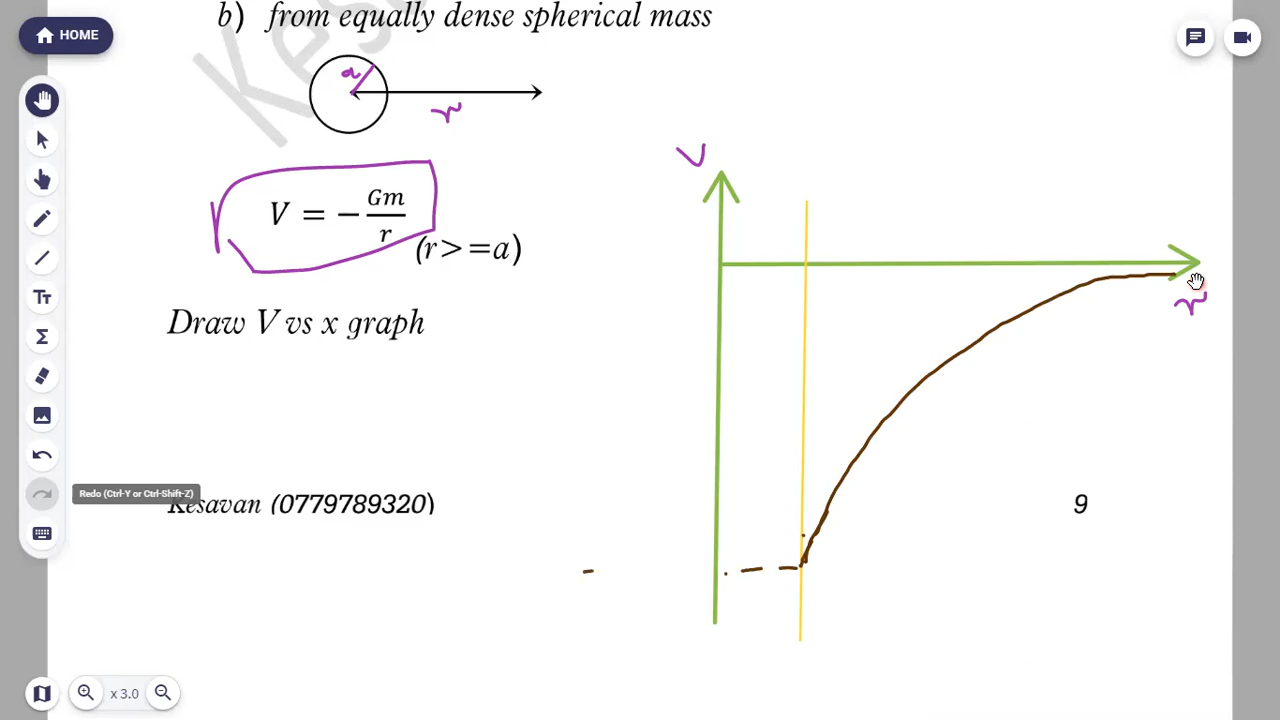 HOME
b) from equally dense spherical mass
a
r
V
V = − Gm/r
(r>=a)
Draw V vs x graph
r
Redo (Ctrl-Y or Ctrl-Shift-Z)
Kesavan (0779789320)
9
x 3.0
Kes